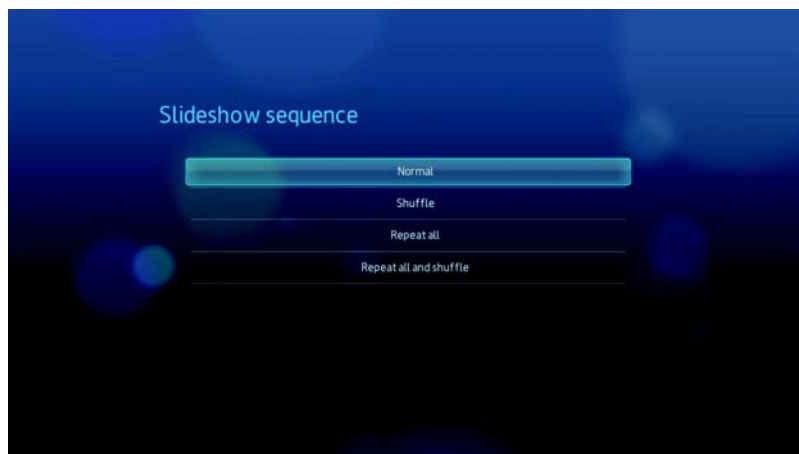 Slideshow sequence
Normal
Shuffle
Repeat all
Repeat all and shuffle